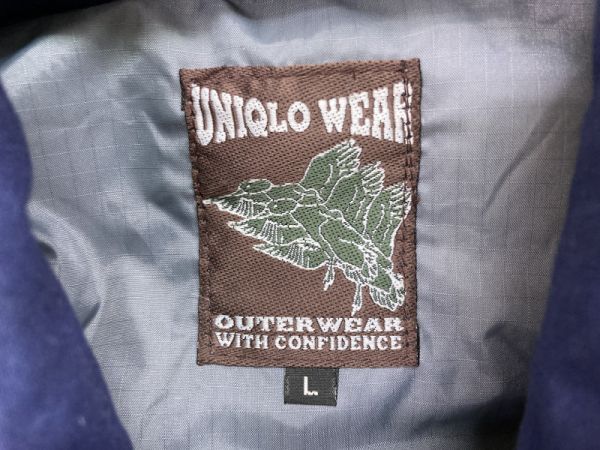 UNIQLO WEAR
OUTERWEAR
WITH CONFIDENCE
L.